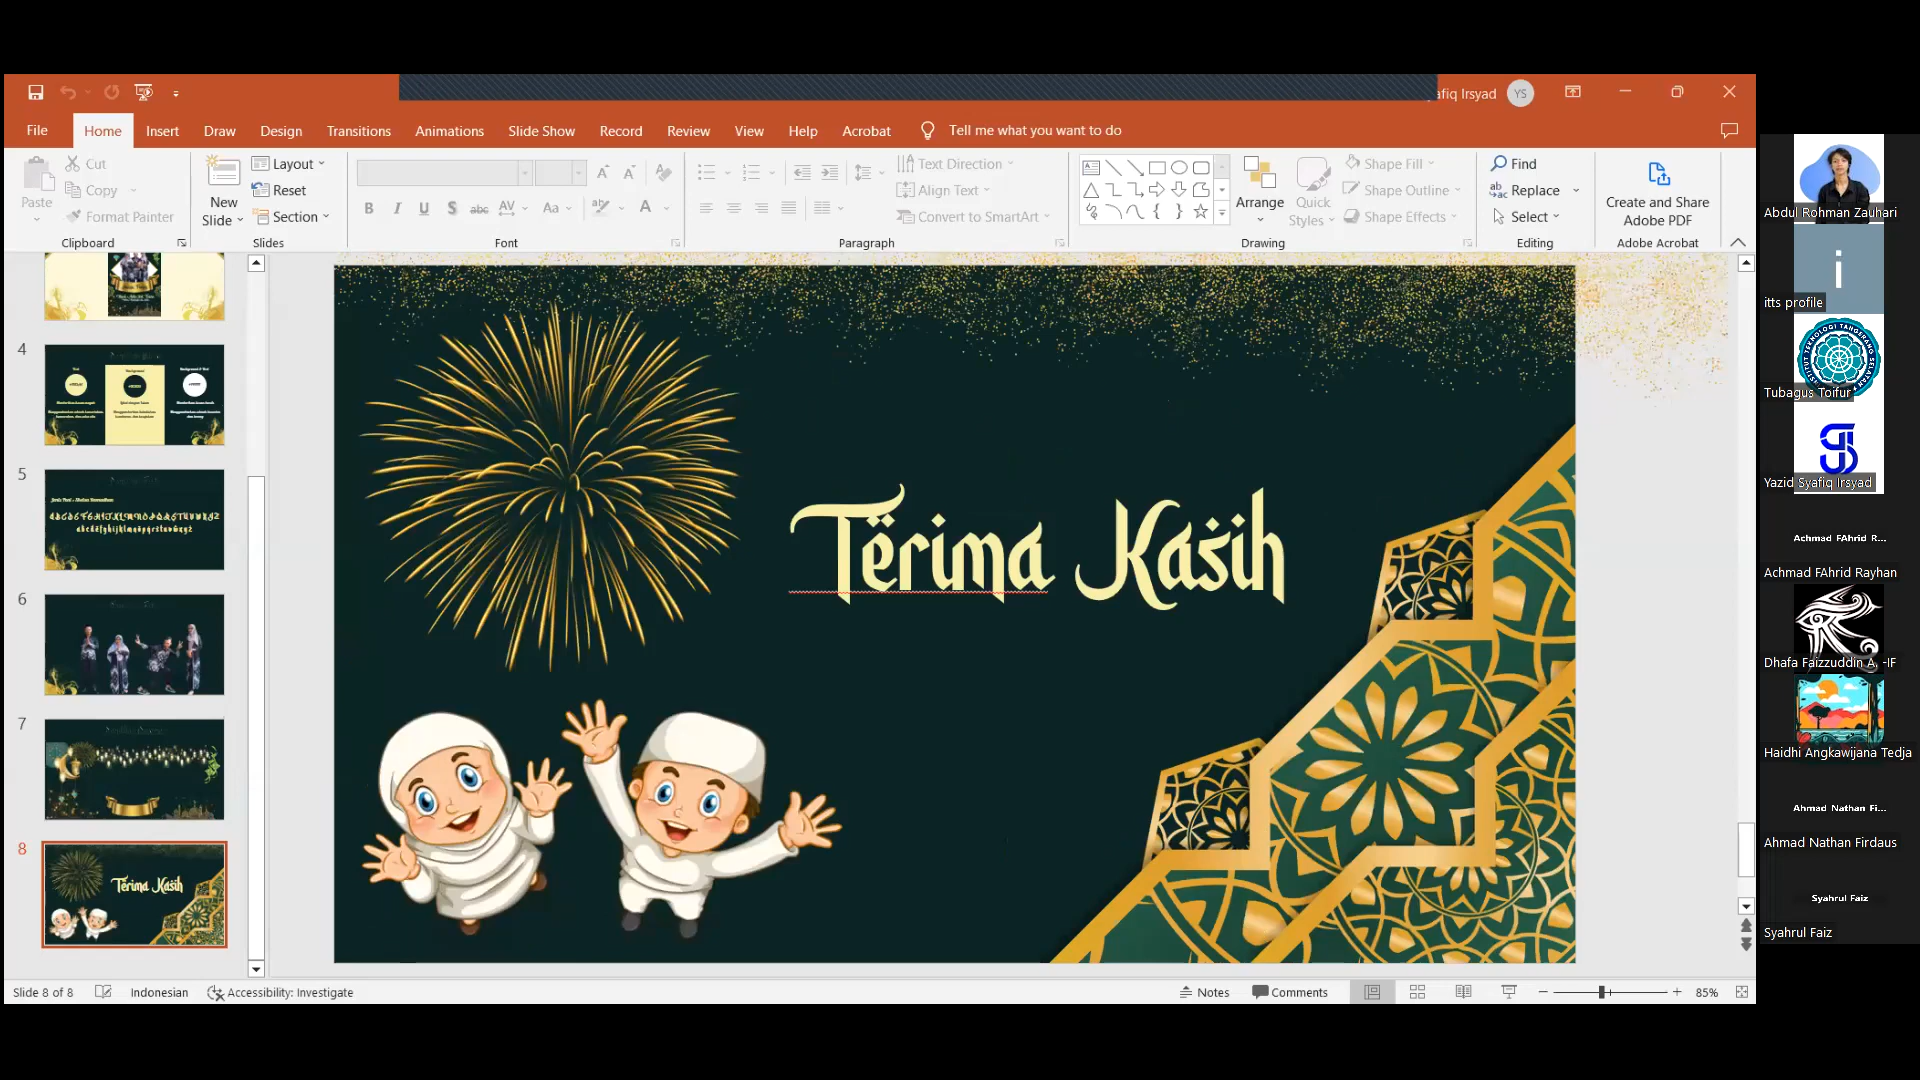 afiq Irsyad
YS
File
Home
Insert
Draw
Design
Transitions
Animations
Slide Show
Record
Review
View
Help
Acrobat
Tell me what you want to do
Paste
Cut
Copy
Format Painter
Clipboard
New
Slide
Layout
Reset
Section
Slides
Font
Text Direction
Align Text
Convert to SmartArt
Paragraph
Arrange
Quick
Styles
Shape Fill
Shape Outline
Shape Effects
Drawing
Find
Replace
Select
Editing
Create and Share
Adobe PDF
Adobe Acrobat
4
5
6
7
8
Terima Kasih
Terima Kasih
Slide 8 of 8
Indonesian
Accessibility: Investigate
Notes
Comments
85%
Abdul Rohman Zauhari
i
itts profile
INSTITUT TEKNOLOGI TANGERANG SELATAN
Tubagus Toifur
Yazid Syafiq Irsyad
Achmad FAhrid R...
Achmad FAhrid Rayhan
Dhafa Faizzuddin A. -IF
Haidhi Angkawijana Tedja
Ahmad Nathan Fi...
Ahmad Nathan Firdaus
Syahrul Faiz
Syahrul Faiz